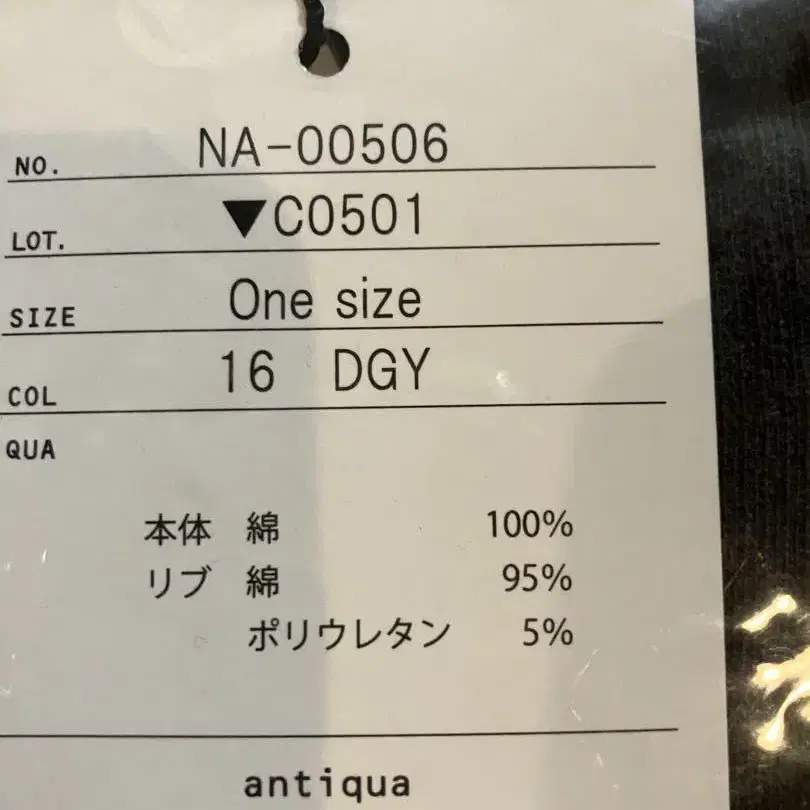 NO. NA-00506
LOT. ▼C0501
SIZE One size
COL 16 DGY
QUA
本体 綿 100%
リブ 綿 95%
ポリウレタン 5%
antiqua